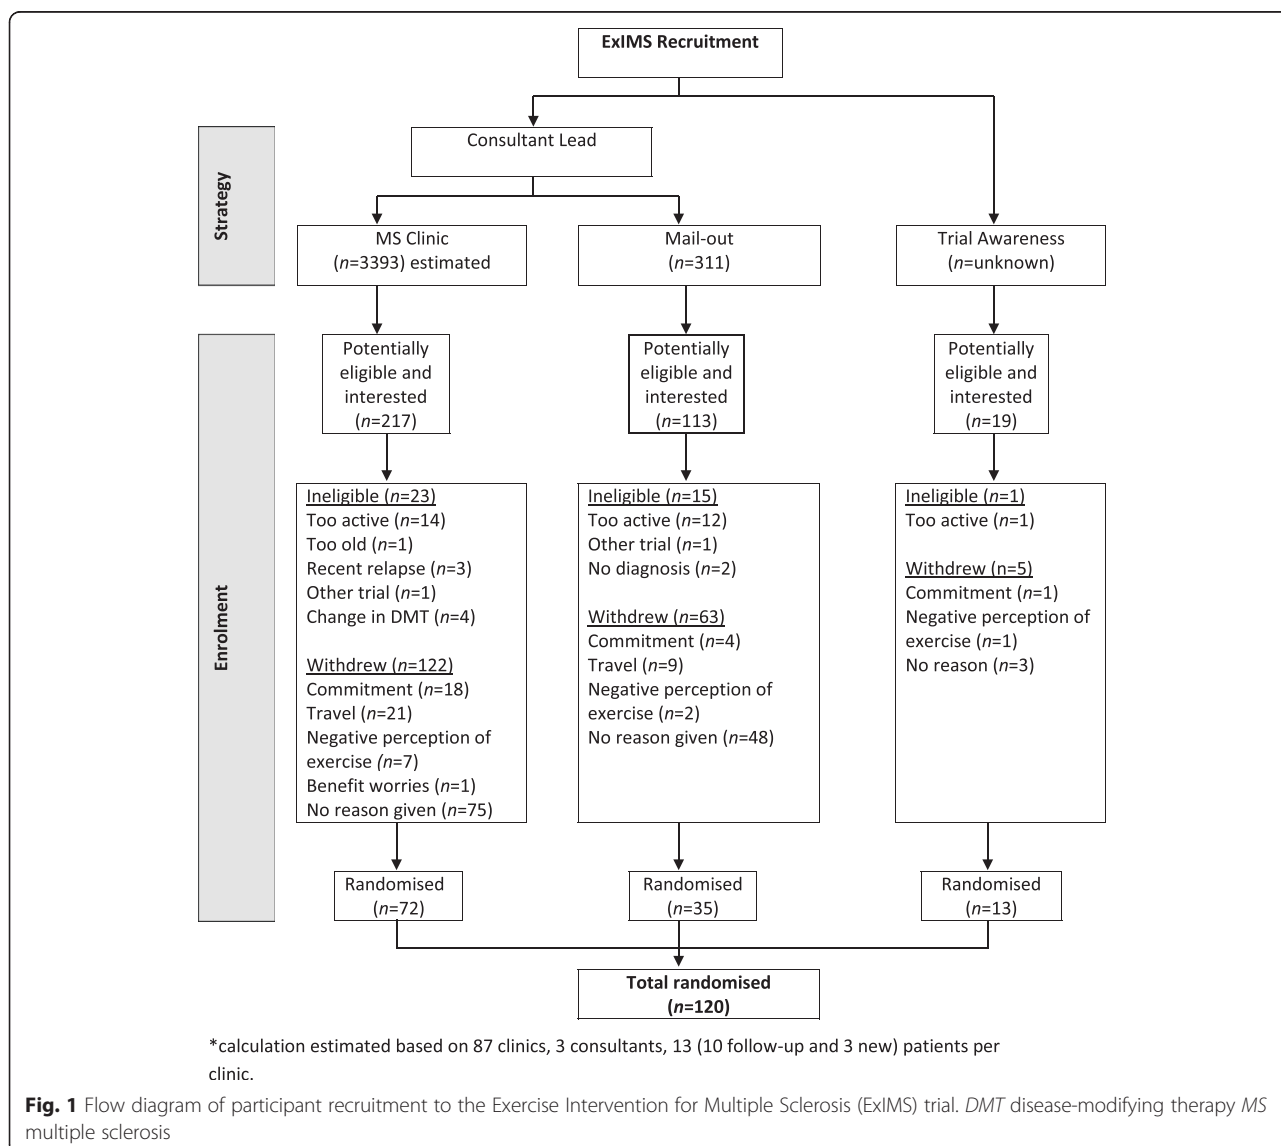 ExIMS Recruitment
Strategy
Consultant Lead
MS Clinic
(n=3393) estimated
Mail-out
(n=311)
Trial Awareness
(n=unknown)
Enrolment
Potentially
eligible and
interested
(n=217)
Potentially
eligible and
interested
(n=113)
Potentially
eligible and
interested
(n=19)
Ineligible (n=23)
Too active (n=14)
Too old (n=1)
Recent relapse (n=3)
Other trial (n=1)
Change in DMT (n=4)
Withdrew (n=122)
Commitment (n=18)
Travel (n=21)
Negative perception of
exercise (n=7)
Benefit worries (n=1)
No reason given (n=75)
Ineligible (n=15)
Too active (n=12)
Other trial (n=1)
No diagnosis (n=2)
Withdrew (n=63)
Commitment (n=4)
Travel (n=9)
Negative perception of
exercise (n=2)
No reason given (n=48)
Ineligible (n=1)
Too active (n=1)
Withdrew (n=5)
Commitment (n=1)
Negative perception of
exercise (n=1)
No reason (n=3)
Randomised
(n=72)
Randomised
(n=35)
Randomised
(n=13)
Total randomised
(n=120)
*calculation estimated based on 87 clinics, 3 consultants, 13 (10 follow-up and 3 new) patients per
clinic.
Fig. 1 Flow diagram of participant recruitment to the Exercise Intervention for Multiple Sclerosis (ExIMS) trial. DMT disease-modifying therapy MS
multiple sclerosis